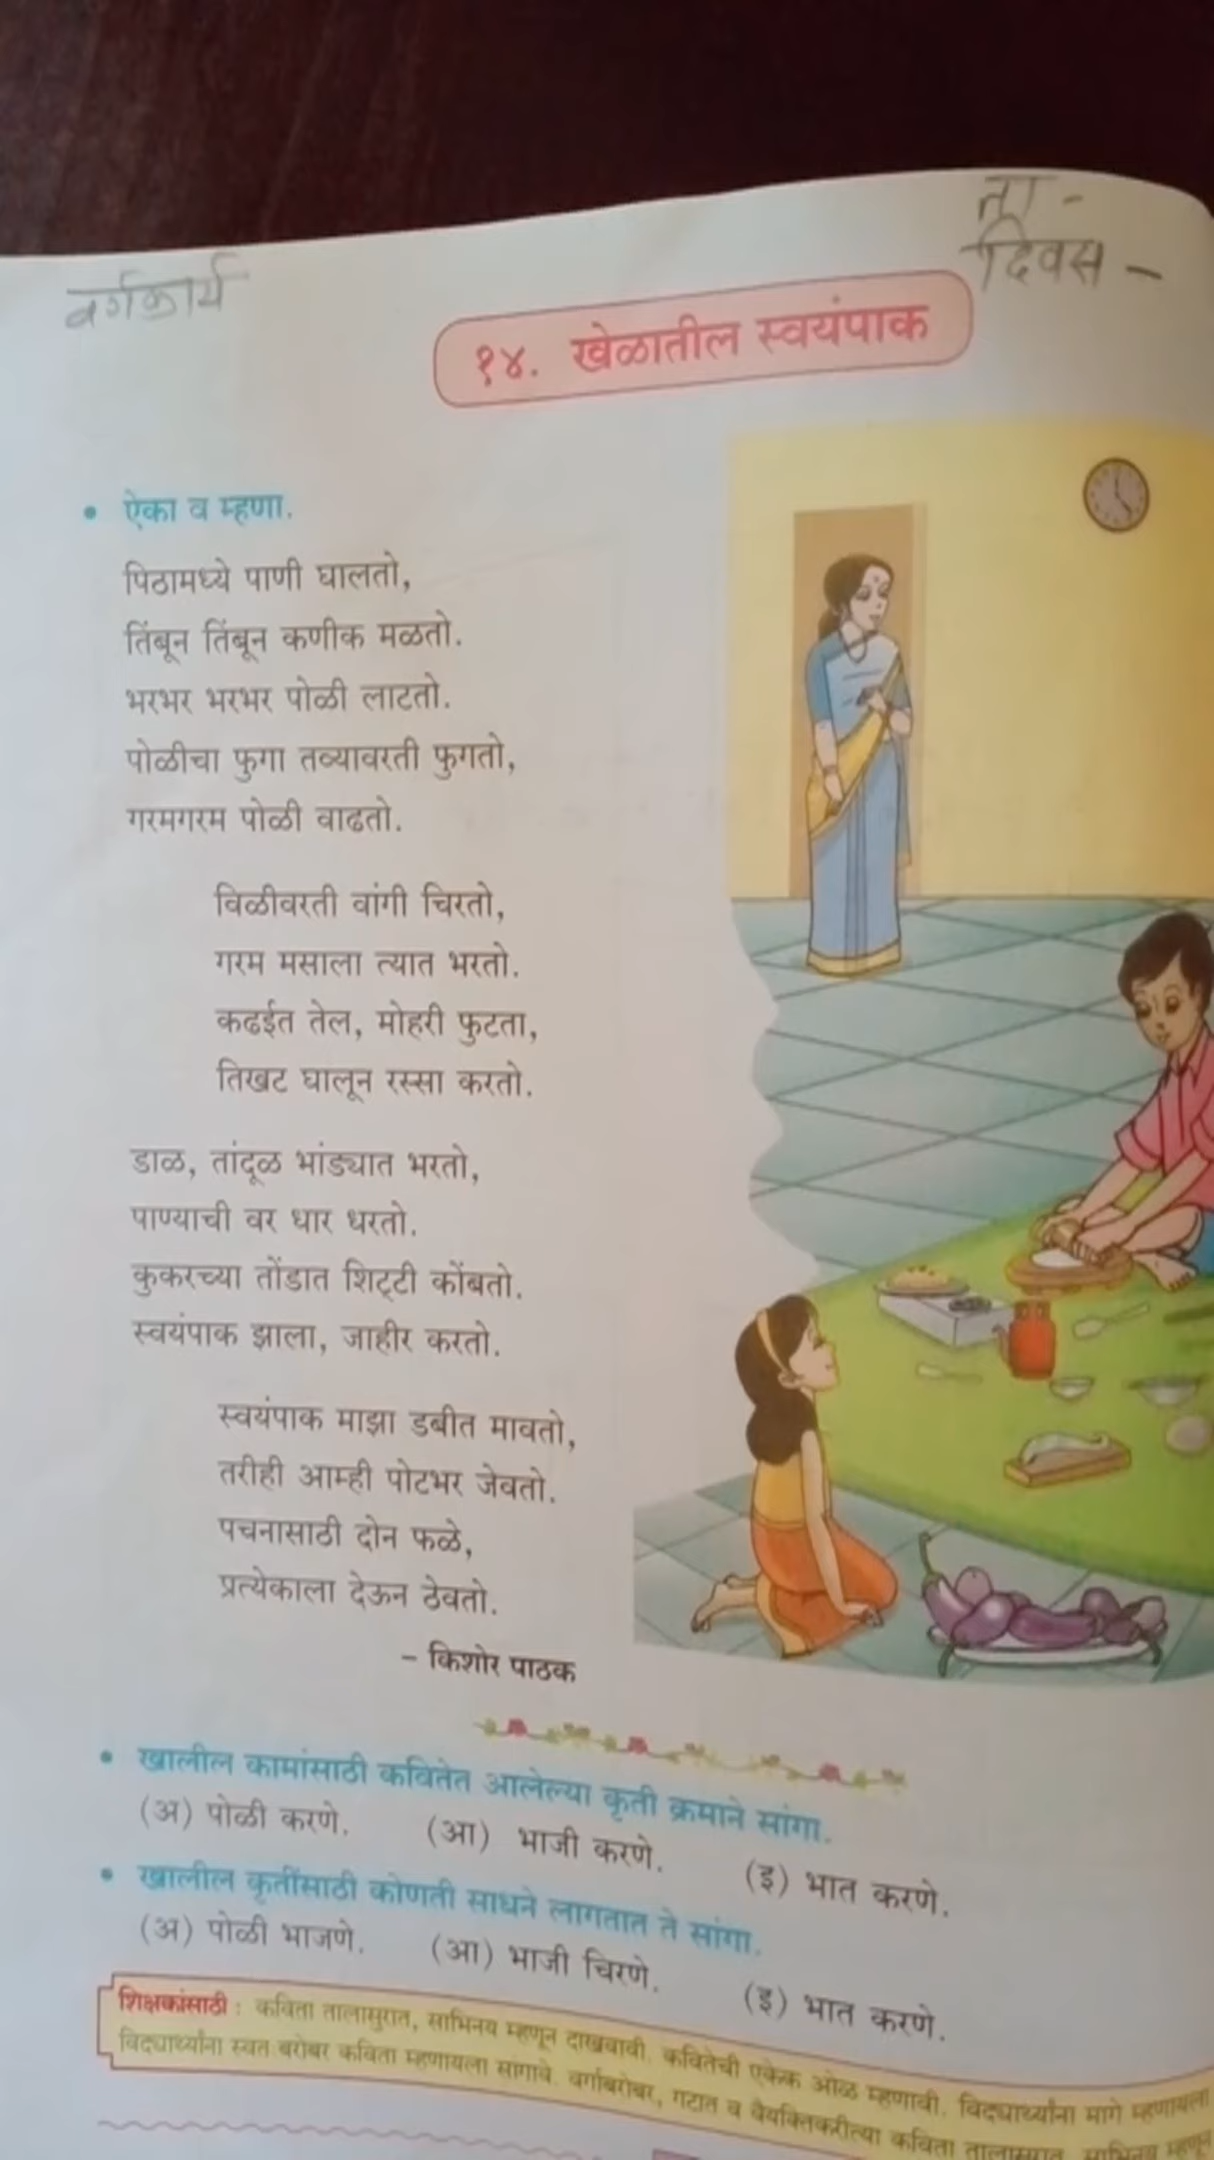 ता -
दिवस -
वर्गकार्य
१४. खेळातील स्वयंपाक
• ऐका व म्हणा.
पिठामध्ये पाणी घालतो,
तिंबून तिंबून कणीक मळतो.
भरभर भरभर पोळी लाटतो.
पोळीचा फुगा तव्यावरती फुगतो,
गरमगरम पोळी वाढतो.
विळीवरती वांगी चिरतो,
गरम मसाला त्यात भरतो.
कढईत तेल, मोहरी फुटता,
तिखट घालून रस्सा करतो.
डाळ, तांदूळ भांड्यात भरतो,
पाण्याची वर धार धरतो.
कुकरच्या तोंडात शिट्टी कोंबतो.
स्वयंपाक झाला, जाहीर करतो.
स्वयंपाक माझा डबीत मावतो,
तरीही आम्ही पोटभर जेवतो.
पचनासाठी दोन फळे,
प्रत्येकाला देऊन ठेवतो.
– किशोर पाठक
• खालील कामांसाठी कवितेत आलेल्या कृती क्रमाने सांगा.
(अ) पोळी करणे. (आ) भाजी करणे. (इ) भात करणे.
• खालील कृतींसाठी कोणती साधने लागतात ते सांगा.
(अ) पोळी भाजणे. (आ) भाजी चिरणे. (इ) भात करणे.
शिक्षकांसाठी : कविता तालासुरात, साभिनय म्हणून दाखवावी. कवितेची एकेक ओळ म्हणावी. विद्यार्थ्यांना मागे म्हणायला
विद्यार्थ्यांना स्वत बरोबर कविता म्हणायला सांगावे. वर्गाबरोबर, गटात व वैयक्तिकरीत्या कविता तालासुरात, साभिनय म्हणून